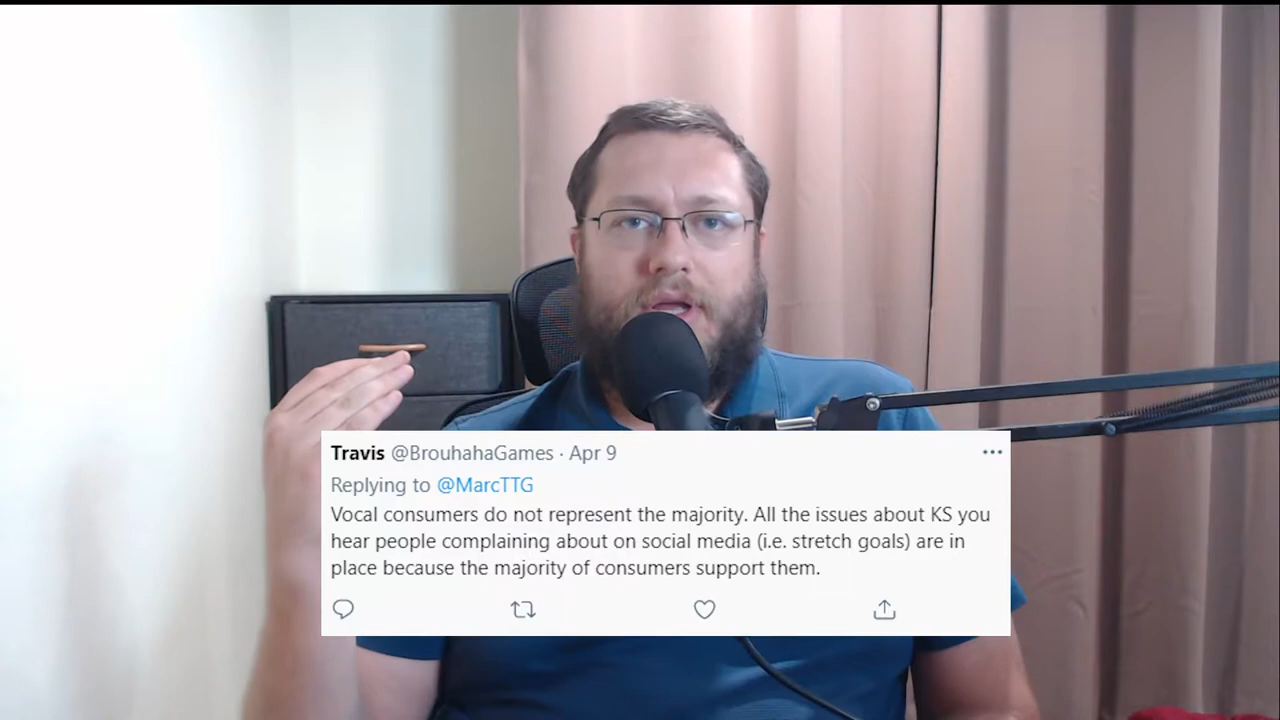 Travis @BrouhahaGames · Apr 9
Replying to @MarcTTG
Vocal consumers do not represent the majority. All the issues about KS you
hear people complaining about on social media (i.e. stretch goals) are in
place because the majority of consumers support them.